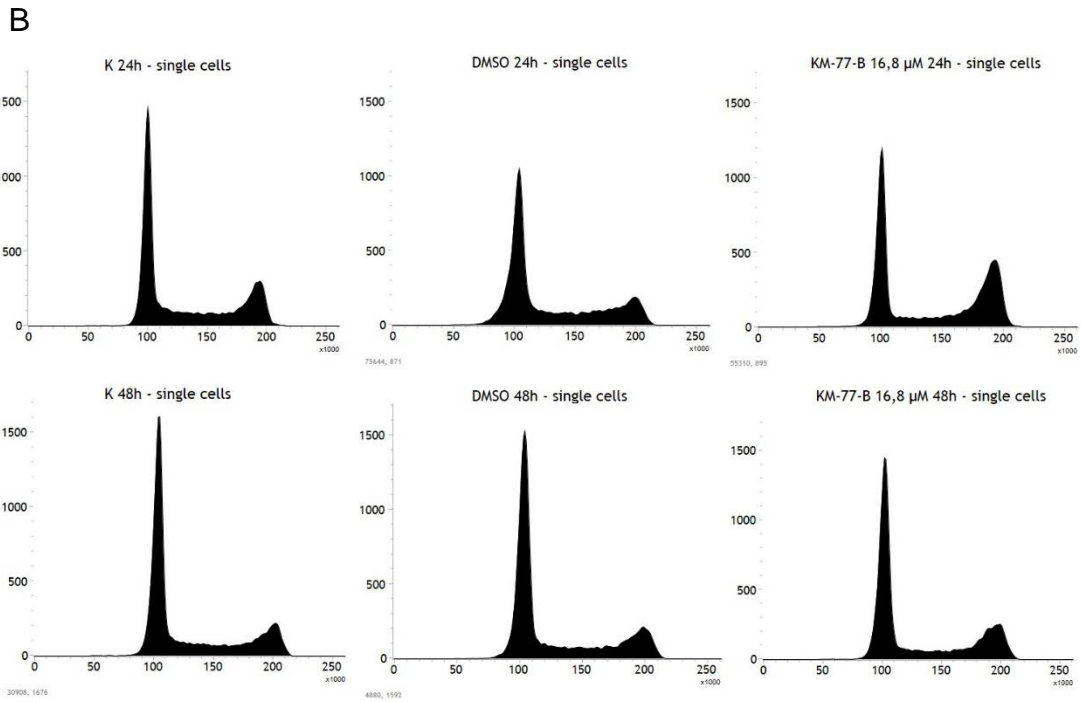 B
K 24h - single cells
DMSO 24h - single cells
KM-77-B 16,8 µM 24h - single cells
500
000
500
0
0 50 100 150 200 250
x1000
1500
1000
500
0
0 50 100 150 200 250
x1000
75644, 871
1500
1000
500
0
0 50 100 150 200 250
x1000
55310, 895
K 48h - single cells
DMSO 48h - single cells
KM-77-B 16,8 µM 48h - single cells
1500
1000
500
0
0 50 100 150 200 250
x1000
30908, 1676
1500
1000
500
0
0 50 100 150 200 250
x1000
4880, 1592
1500
1000
500
0
0 50 100 150 200 250
x1000